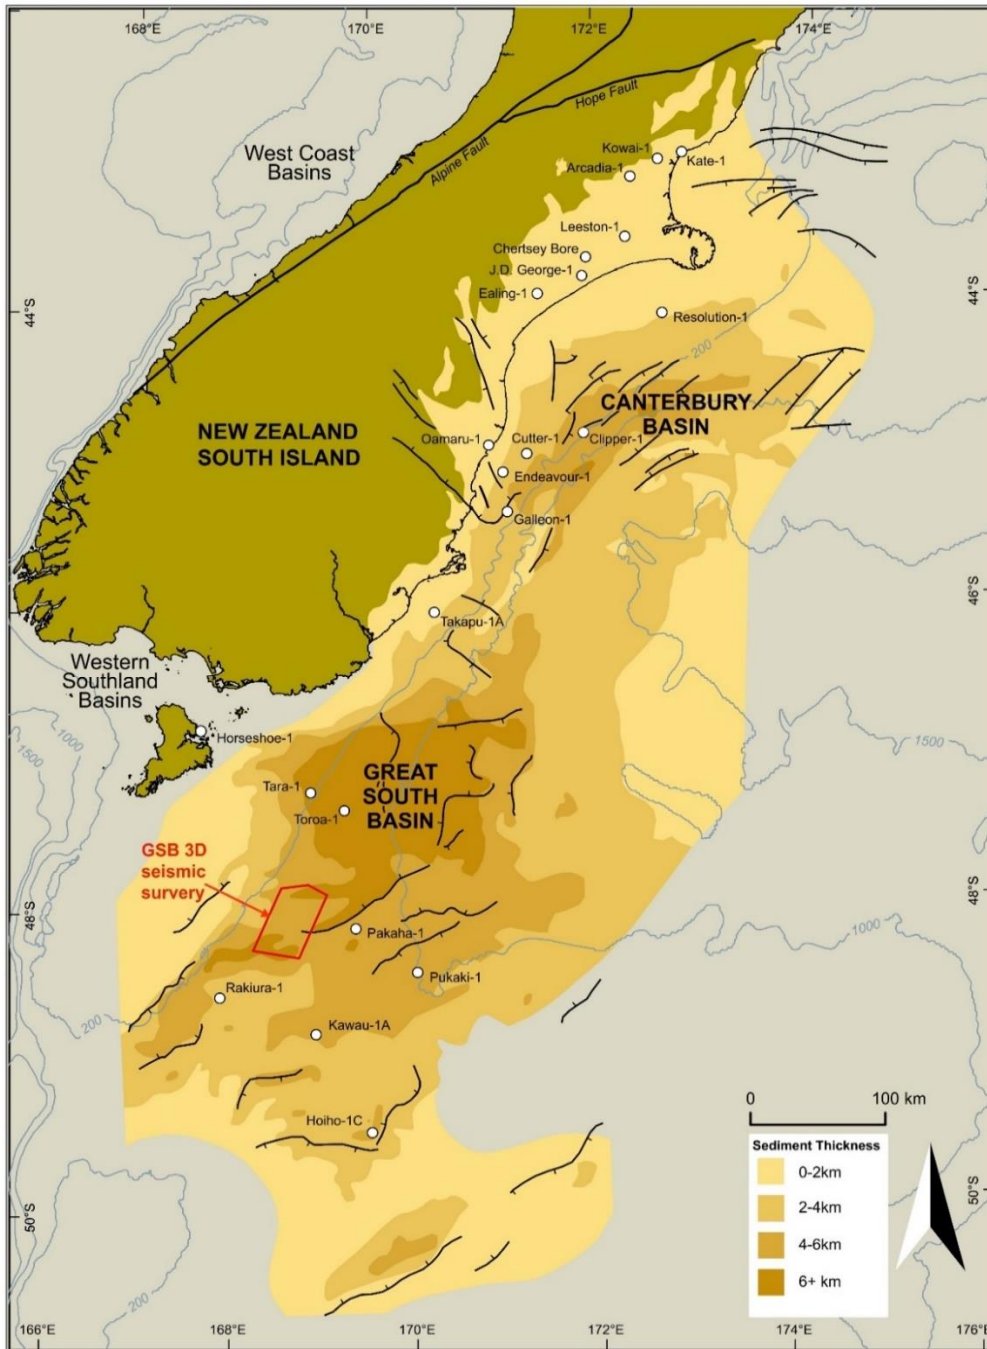 168°E
170°E
172°E
174°E
Hope Fault
Alpine Fault
West Coast
Basins
Kowai-1
Kate-1
Arcadia-1
Leeston-1
Chertsey Bore
J.D. George-1
Ealing-1
44°S
44°S
Resolution-1
200
CANTERBURY
BASIN
NEW ZEALAND
SOUTH ISLAND
Oamaru-1
Cutter-1
Clipper-1
Endeavour-1
Galleon-1
46°S
46°S
Takapu-1A
Western
Southland
Basins
1000
1500
Horseshoe-1
1500
GREAT
SOUTH
BASIN
Tara-1
Toroa-1
GSB 3D
seismic
survery
48°S
48°S
Pakaha-1
1000
Pukaki-1
Rakiura-1
200
Kawau-1A
Hoiho-1C
0
100 km
Sediment Thickness
0-2km
2-4km
4-6km
6+ km
50°S
50°S
200
166°E
168°E
170°E
172°E
174°E
176°E